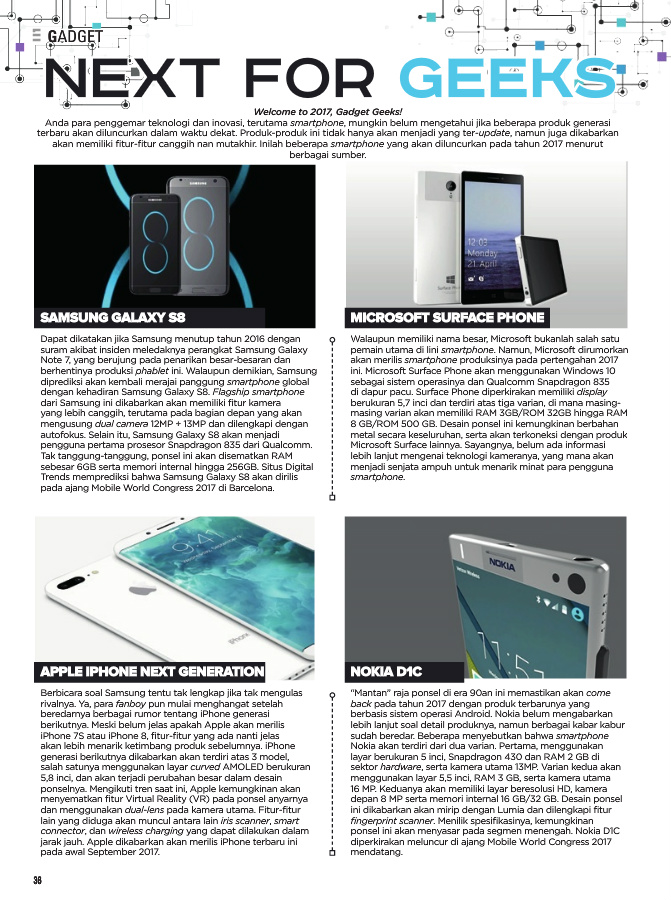 GADGET
NEXT FOR GEEKS
Welcome to 2017, Gadget Geeks!
Anda para penggemar teknologi dan inovasi, terutama smartphone, mungkin belum mengetahui jika beberapa produk generasi
terbaru akan diluncurkan dalam waktu dekat. Produk-produk ini tidak hanya akan menjadi yang ter-update, namun juga dikabarkan
akan memiliki fitur-fitur canggih nan mutakhir. Inilah beberapa smartphone yang akan diluncurkan pada tahun 2017 menurut
berbagai sumber.
SAMSUNG
SAMSUNG
SAMSUNG GALAXY S8
Dapat dikatakan jika Samsung menutup tahun 2016 dengan
suram akibat insiden meledaknya perangkat Samsung Galaxy
Note 7, yang berujung pada penarikan besar-besaran dan
berhentinya produksi phablet ini. Walaupun demikian, Samsung
diprediksi akan kembali merajai panggung smartphone global
dengan kehadiran Samsung Galaxy S8. Flagship smartphone
dari Samsung ini dikabarkan akan memiliki fitur kamera
yang lebih canggih, terutama pada bagian depan yang akan
mengusung dual camera 12MP + 13MP dan dilengkapi dengan
autofokus. Selain itu, Samsung Galaxy S8 akan menjadi
pengguna pertama prosesor Snapdragon 835 dari Qualcomm.
Tak tanggung-tanggung, ponsel ini akan disematkan RAM
sebesar 6GB serta memori internal hingga 256GB. Situs Digital
Trends memprediksi bahwa Samsung Galaxy S8 akan dirilis
pada ajang Mobile World Congress 2017 di Barcelona.
12:03
Monday
21. April
MICROSOFT SURFACE PHONE
Walaupun memiliki nama besar, Microsoft bukanlah salah satu
pemain utama di lini smartphone. Namun, Microsoft dirumorkan
akan merilis smartphone produksinya pada pertengahan 2017
ini. Microsoft Surface Phone akan menggunakan Windows 10
sebagai sistem operasinya dan Qualcomm Snapdragon 835
di dapur pacu. Surface Phone diperkirakan memiliki display
berukuran 5,7 inci dan terdiri atas tiga varian, di mana masing-
masing varian akan memiliki RAM 3GB/ROM 32GB hingga RAM
8 GB/ROM 500 GB. Desain ponsel ini kemungkinan berbahan
metal secara keseluruhan, serta akan terkoneksi dengan produk
Microsoft Surface lainnya. Sayangnya, belum ada informasi
lebih lanjut mengenai teknologi kameranya, yang mana akan
menjadi senjata ampuh untuk menarik minat para pengguna
smartphone.
9:41
iPhone
APPLE IPHONE NEXT GENERATION
Berbicara soal Samsung tentu tak lengkap jika tak mengulas
rivalnya. Ya, para fanboy pun mulai menghangat setelah
beredarnya berbagai rumor tentang iPhone generasi
berikutnya. Meski belum jelas apakah Apple akan merilis
iPhone 7S atau iPhone 8, fitur-fitur yang ada nanti jelas
akan lebih menarik ketimbang produk sebelumnya. iPhone
generasi berikutnya dikabarkan akan terdiri atas 3 model,
salah satunya menggunakan layar curved AMOLED berukuran
5,8 inci, dan akan terjadi perubahan besar dalam desain
ponselnya. Mengikuti tren saat ini, Apple kemungkinan akan
menyematkan fitur Virtual Reality (VR) pada ponsel anyarnya
dan menggunakan dual-lens pada kamera utama. Fitur-fitur
lain yang diduga akan muncul antara lain iris scanner, smart
connector, dan wireless charging yang dapat dilakukan dalam
jarak jauh. Apple dikabarkan akan merilis iPhone terbaru ini
pada awal September 2017.
NOKIA
11:57
NOKIA D1C
"Mantan" raja ponsel di era 90an ini memastikan akan come
back pada tahun 2017 dengan produk terbarunya yang
berbasis sistem operasi Android. Nokia belum mengabarkan
lebih lanjut soal detail produknya, namun berbagai kabar kabur
sudah beredar. Beberapa menyebutkan bahwa smartphone
Nokia akan terdiri dari dua varian. Pertama, menggunakan
layar berukuran 5 inci, Snapdragon 430 dan RAM 2 GB di
sektor hardware, serta kamera utama 13MP. Varian kedua akan
menggunakan layar 5,5 inci, RAM 3 GB, serta kamera utama
16 MP. Keduanya akan memiliki layar beresolusi HD, kamera
depan 8 MP serta memori internal 16 GB/32 GB. Desain ponsel
ini dikabarkan akan mirip dengan Lumia dan dilengkapi fitur
fingerprint scanner. Menilik spesifikasinya, kemungkinan
ponsel ini akan menyasar pada segmen menengah. Nokia D1C
diperkirakan meluncur di ajang Mobile World Congress 2017
mendatang.
36